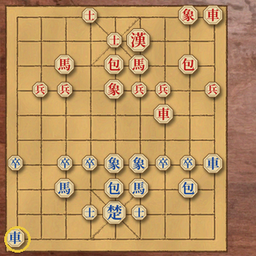 士 象 車
士 漢
馬 包 馬 包
兵 兵 象 兵 兵 兵
車
卒 卒 卒 象 象 卒 卒 車
馬 包 馬 包
士 楚 士
車